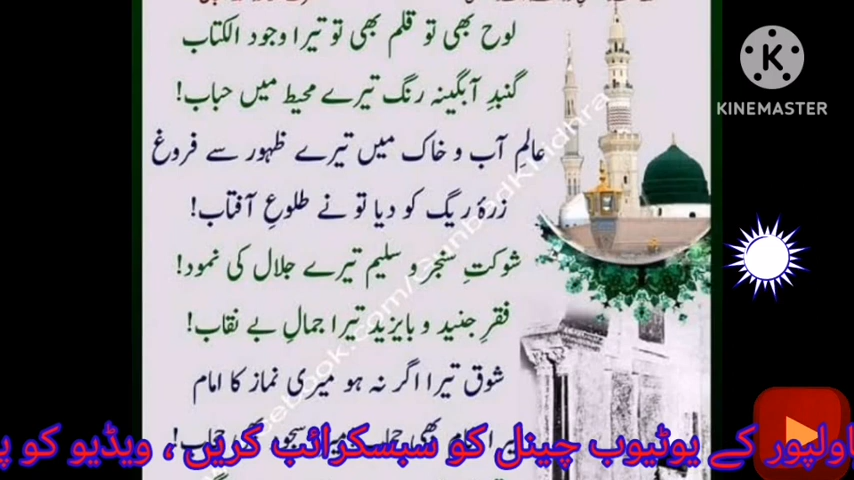 لوح بھی تو قلم بھی تو تیرا وجود الکتاب
گنبدِ آبگینہ رنگ تیرے محیط میں حباب!
عالمِ آب و خاک میں تیرے ظہور سے فروغ
زرۂ ریگ کو دیا تو نے طلوعِ آفتاب!
شوکتِ سنجر و سلیم تیرے جلال کی نمود!
فقرِ جنید و بایزید تیرا جمالِ بے نقاب!
شوق تیرا اگر نہ ہو میری نماز کا امام
اولپور کے یوٹیوب چینل کو سبسکرائب کریں ، ویڈیو کو
K
KINEMASTER